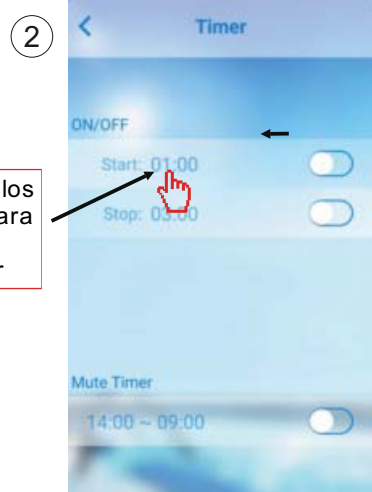 2
Timer
ON/OFF
Start: 01:00
los
ara
Stop: 03:00
r
Mute Timer
14:00 ~ 09:00